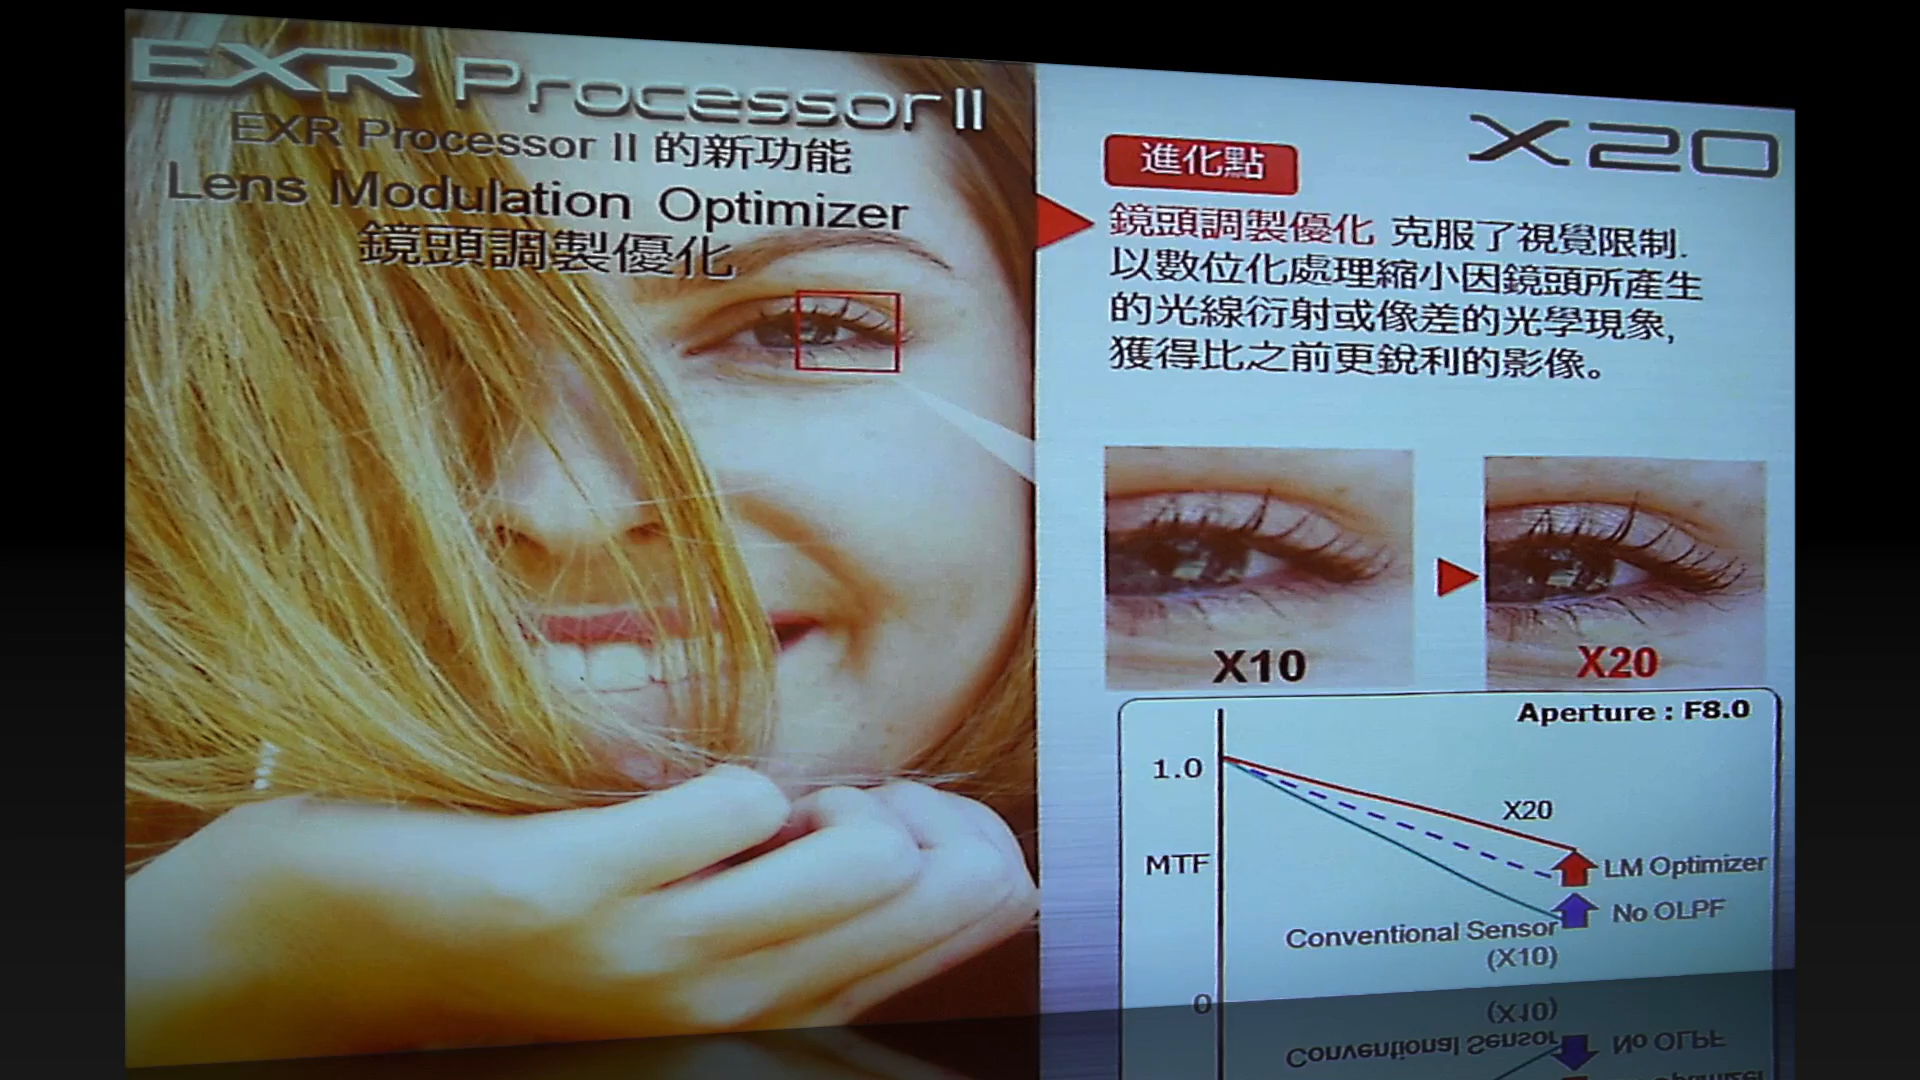 EXR Processor II
EXR Processor II 的新功能
Lens Modulation Optimizer
鏡頭調製優化
X20
進化點
鏡頭調製優化 克服了視覺限制.
以數位化處理縮小因鏡頭所產生
的光線衍射或像差的光學現象,
獲得比之前更銳利的影像。
X10
X20
Aperture : F8.0
1.0
X20
MTF
LM Optimizer
No OLPF
Conventional Sensor
(X10)
0